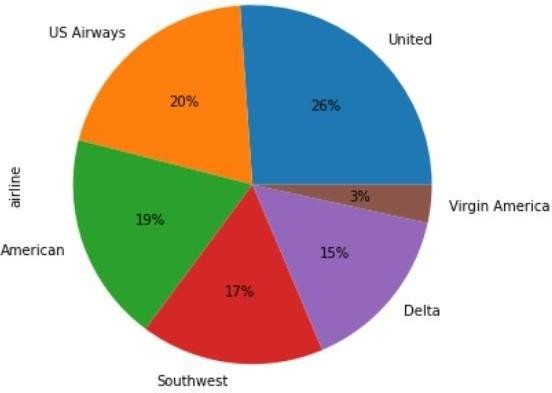 US Airways
United
20%
26%
airline
3%
Virgin America
19%
American
15%
17%
Delta
Southwest